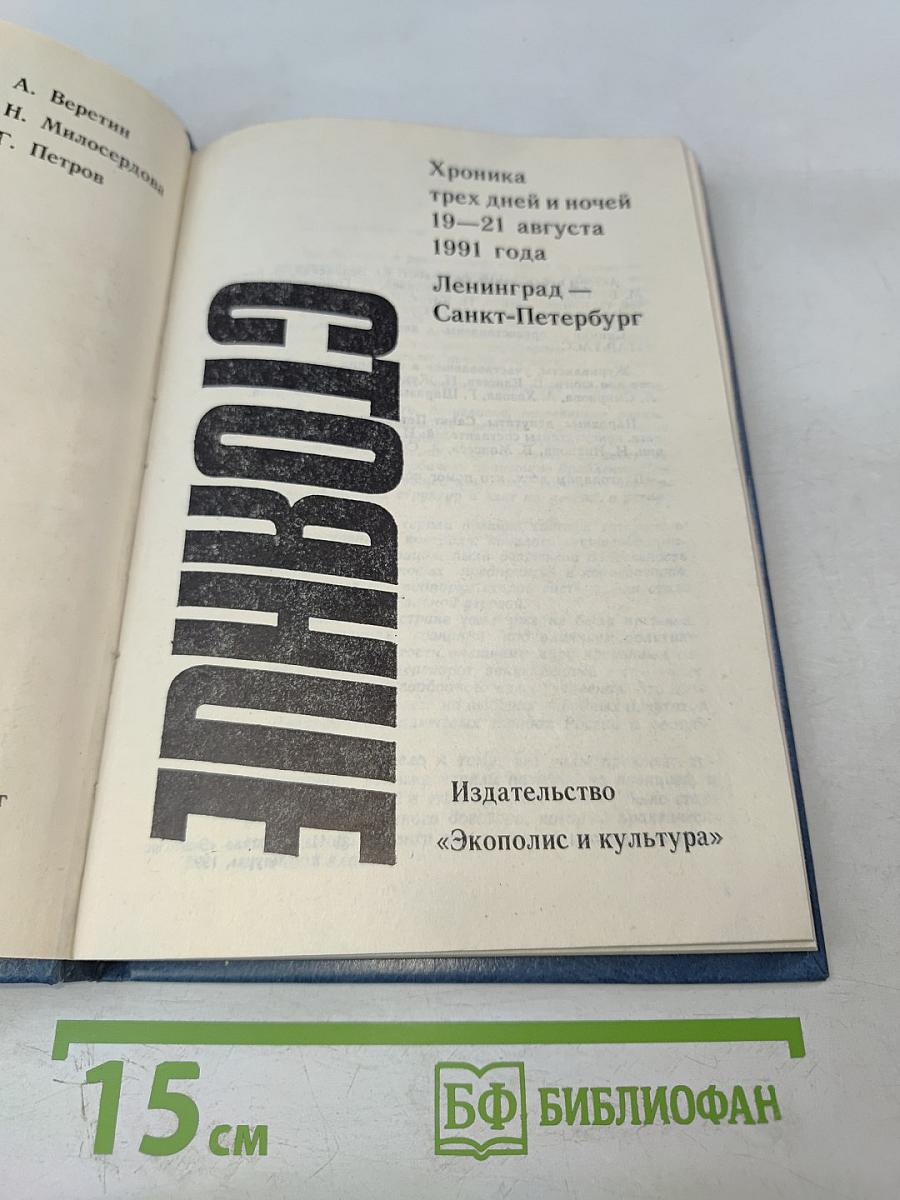 А. Веретин
Н. Милосердова
Г. Петров
Хроника
трех дней и ночей
19—21 августа
1991 года
Ленинград —
Санкт-Петербург
СТОЯНИЕ
Издательство
«Экополис и культура»
15 см
БФ БИБЛИОФАН